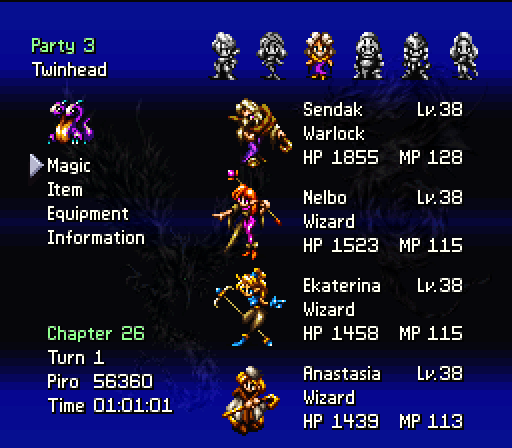 Party 3
Twinhead
Magic
Item
Equipment
Information
Chapter 26
Turn 1
Piro 56360
Time 01:01:01
Sendak Lv.38
Warlock
HP 1855 MP 128
Nelbo Lv.38
Wizard
HP 1523 MP 115
Ekaterina Lv.38
Wizard
HP 1458 MP 115
Anastasia Lv.38
Wizard
HP 1439 MP 113